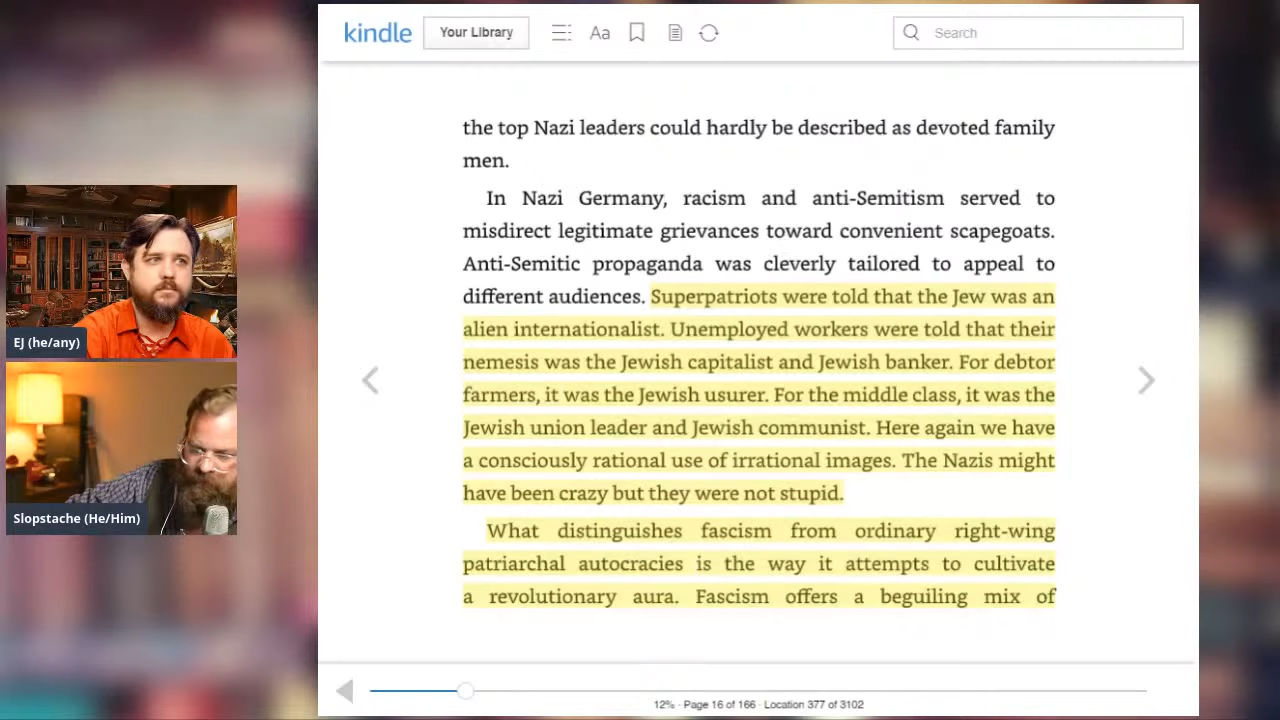 kindle
Your Library
Aa
Search
the top Nazi leaders could hardly be described as devoted family
men.
In Nazi Germany, racism and anti-Semitism served to
misdirect legitimate grievances toward convenient scapegoats.
Anti-Semitic propaganda was cleverly tailored to appeal to
different audiences. Superpatriots were told that the Jew was an
alien internationalist. Unemployed workers were told that their
nemesis was the Jewish capitalist and Jewish banker. For debtor
farmers, it was the Jewish usurer. For the middle class, it was the
Jewish union leader and Jewish communist. Here again we have
a consciously rational use of irrational images. The Nazis might
have been crazy but they were not stupid.
What distinguishes fascism from ordinary right-wing
patriarchal autocracies is the way it attempts to cultivate
a revolutionary aura. Fascism offers a beguiling mix of
12% · Page 16 of 166 · Location 377 of 3102
EJ (he/any)
Slopstache (He/Him)